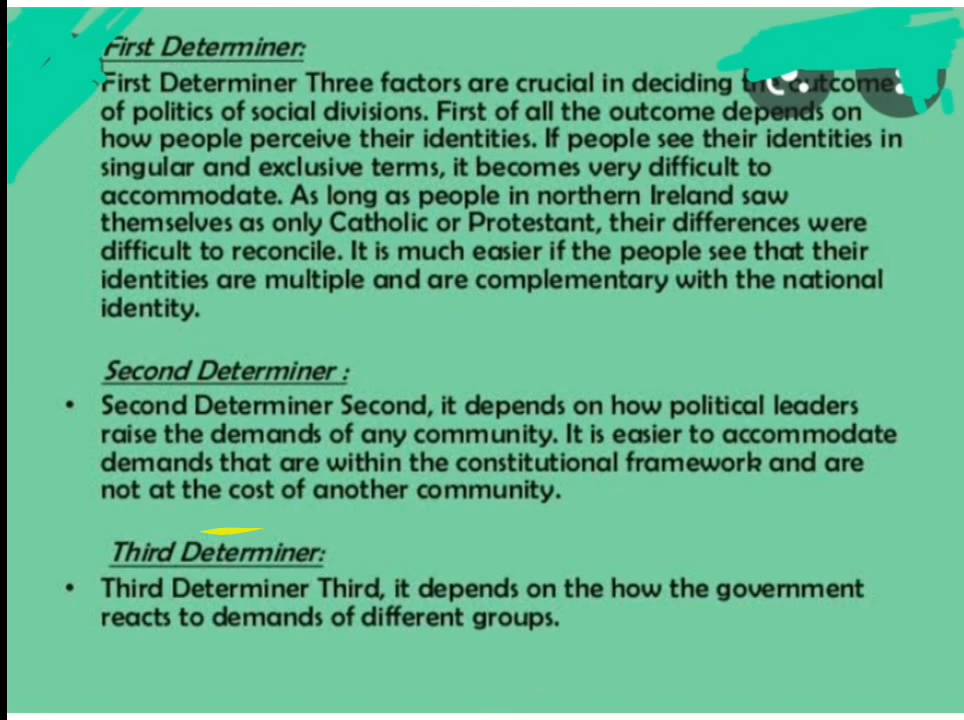 First Determiner:
First Determiner Three factors are crucial in deciding the outcome
of politics of social divisions. First of all the outcome depends on
how people perceive their identities. If people see their identities in
singular and exclusive terms, it becomes very difficult to
accommodate. As long as people in northern Ireland saw
themselves as only Catholic or Protestant, their differences were
difficult to reconcile. It is much easier if the people see that their
identities are multiple and are complementary with the national
identity.
Second Determiner :
• Second Determiner Second, it depends on how political leaders
raise the demands of any community. It is easier to accommodate
demands that are within the constitutional framework and are
not at the cost of another community.
Third Determiner:
• Third Determiner Third, it depends on the how the government
reacts to demands of different groups.